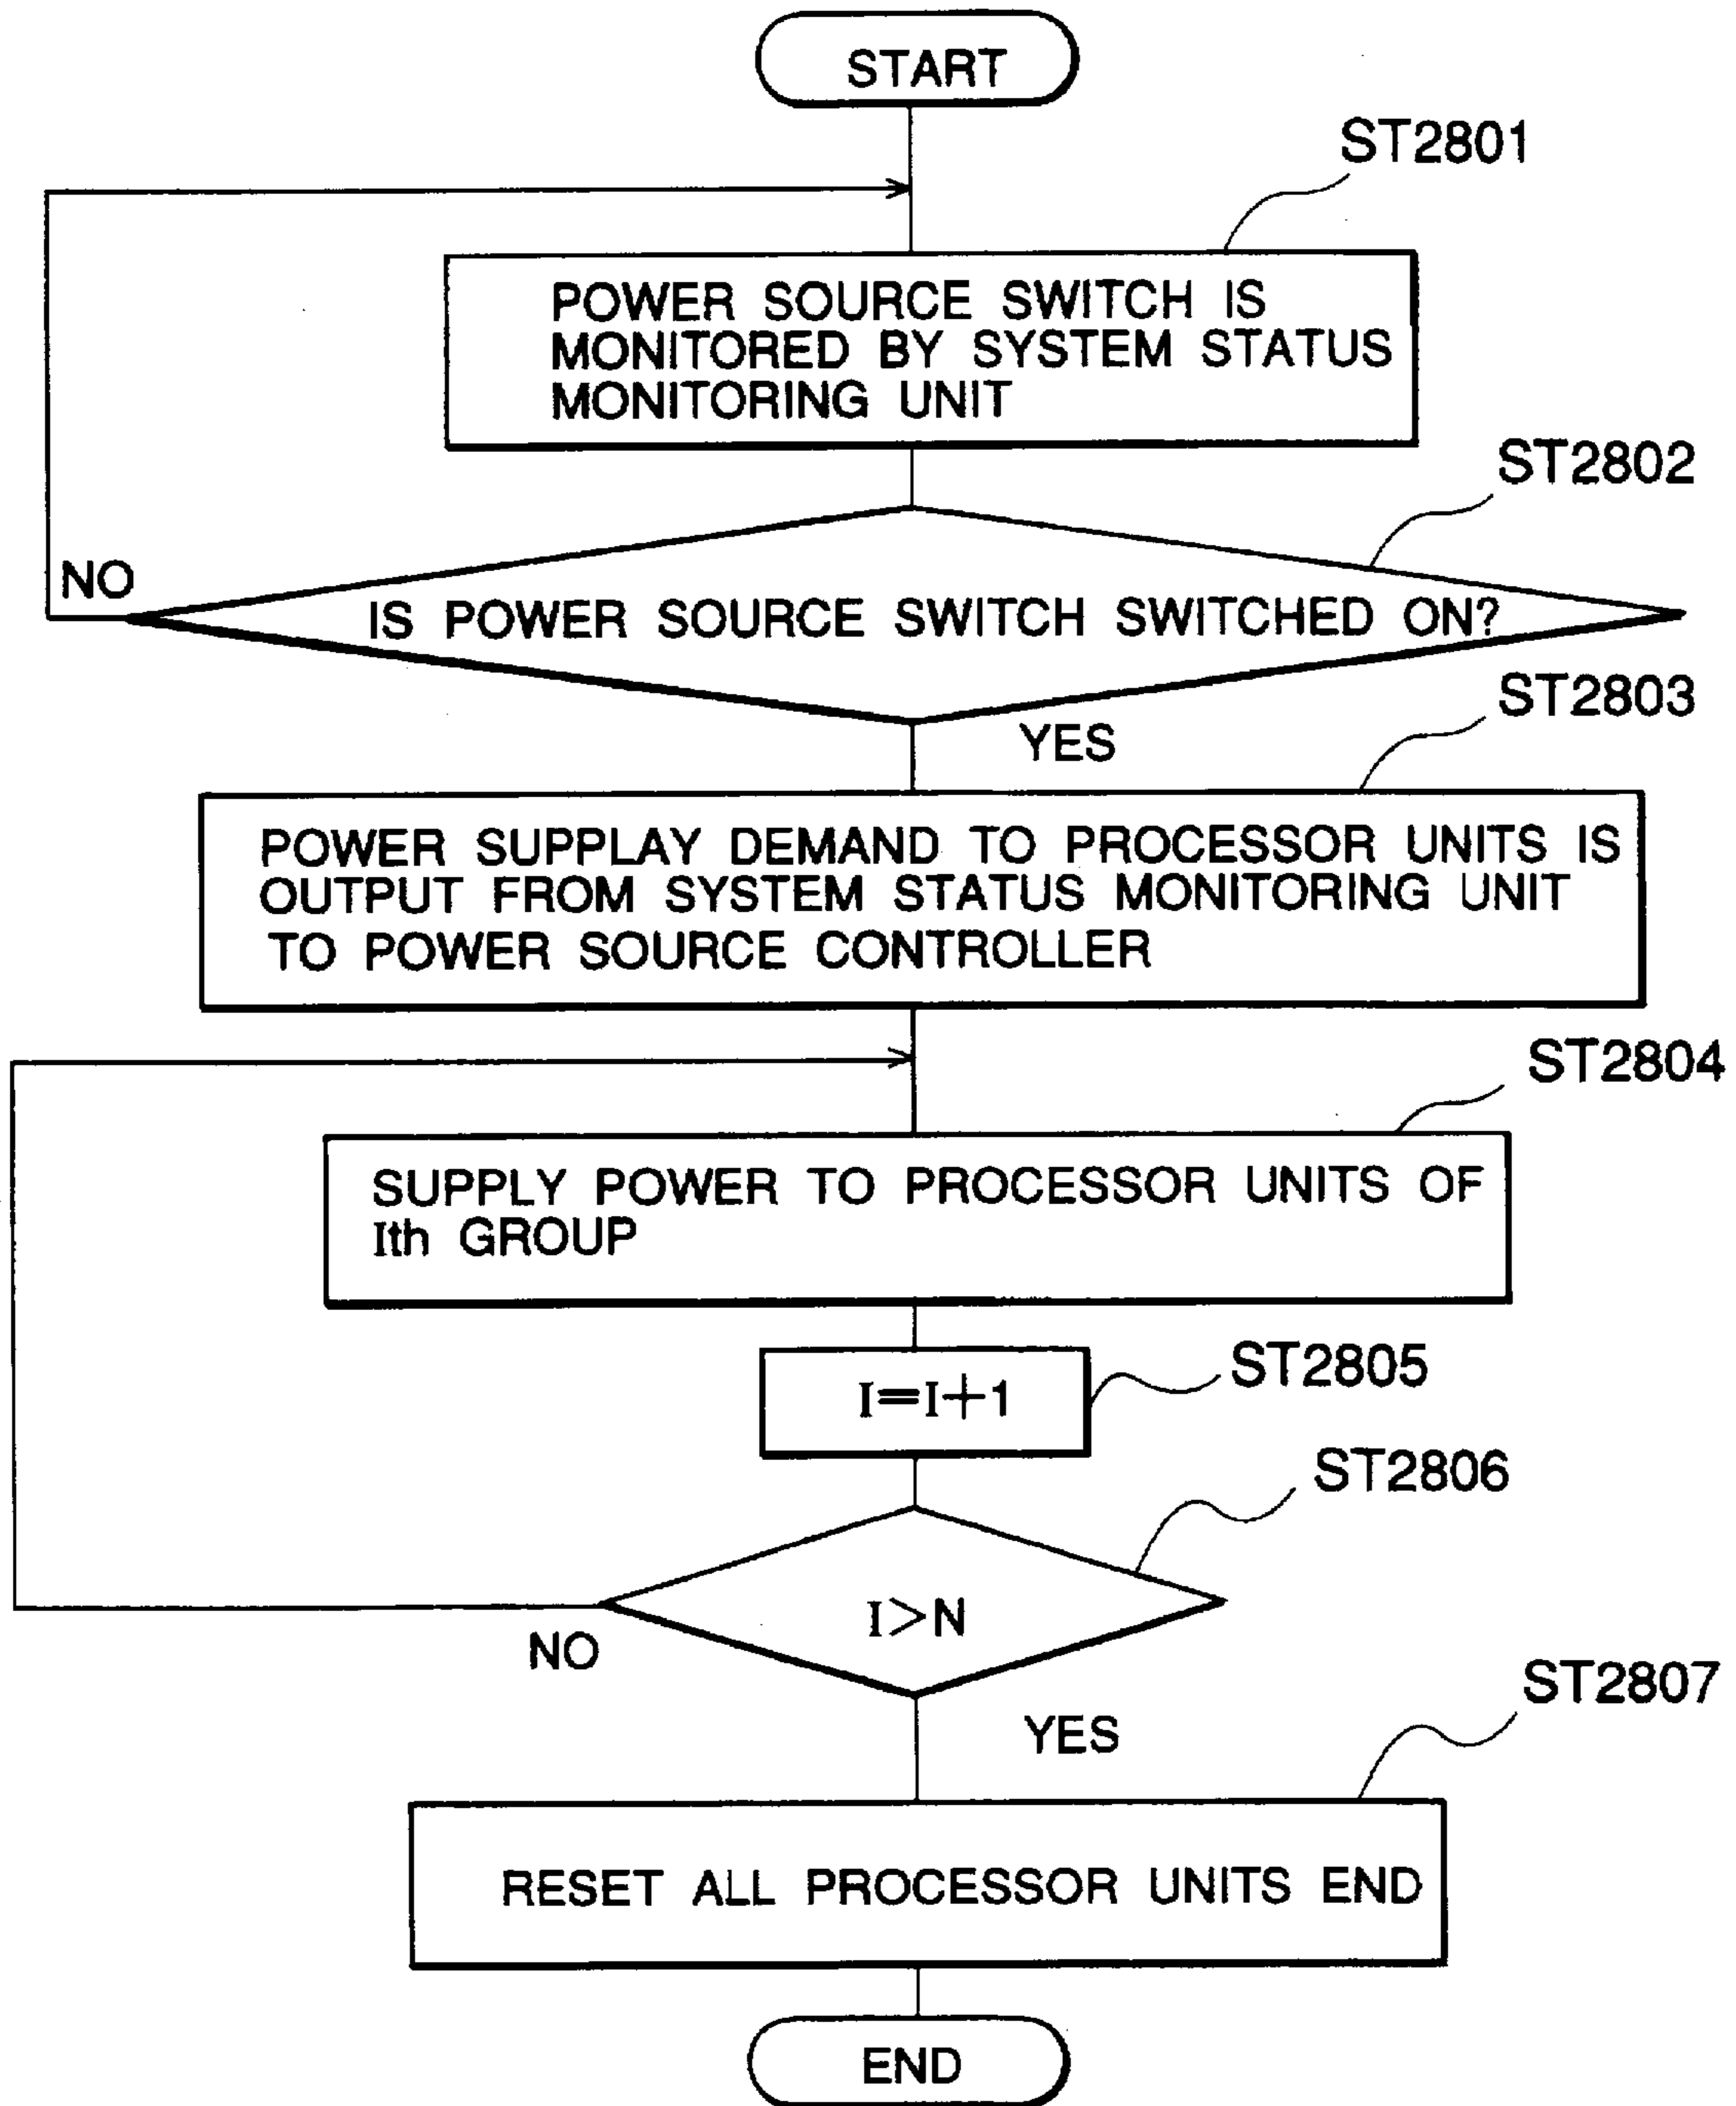 START
ST2801
POWER SOURCE SWITCH IS
MONITORED BY SYSTEM STATUS
MONITORING UNIT
ST2802
NO
IS POWER SOURCE SWITCH SWITCHED ON?
ST2803
YES
POWER SUPPLAY DEMAND TO PROCESSOR UNITS IS
OUTPUT FROM SYSTEM STATUS MONITORING UNIT
TO POWER SOURCE CONTROLLER
ST2804
SUPPLY POWER TO PROCESSOR UNITS OF
Ith GROUP
ST2805
I=I+1
ST2806
I>N
NO
ST2807
YES
RESET ALL PROCESSOR UNITS END
END